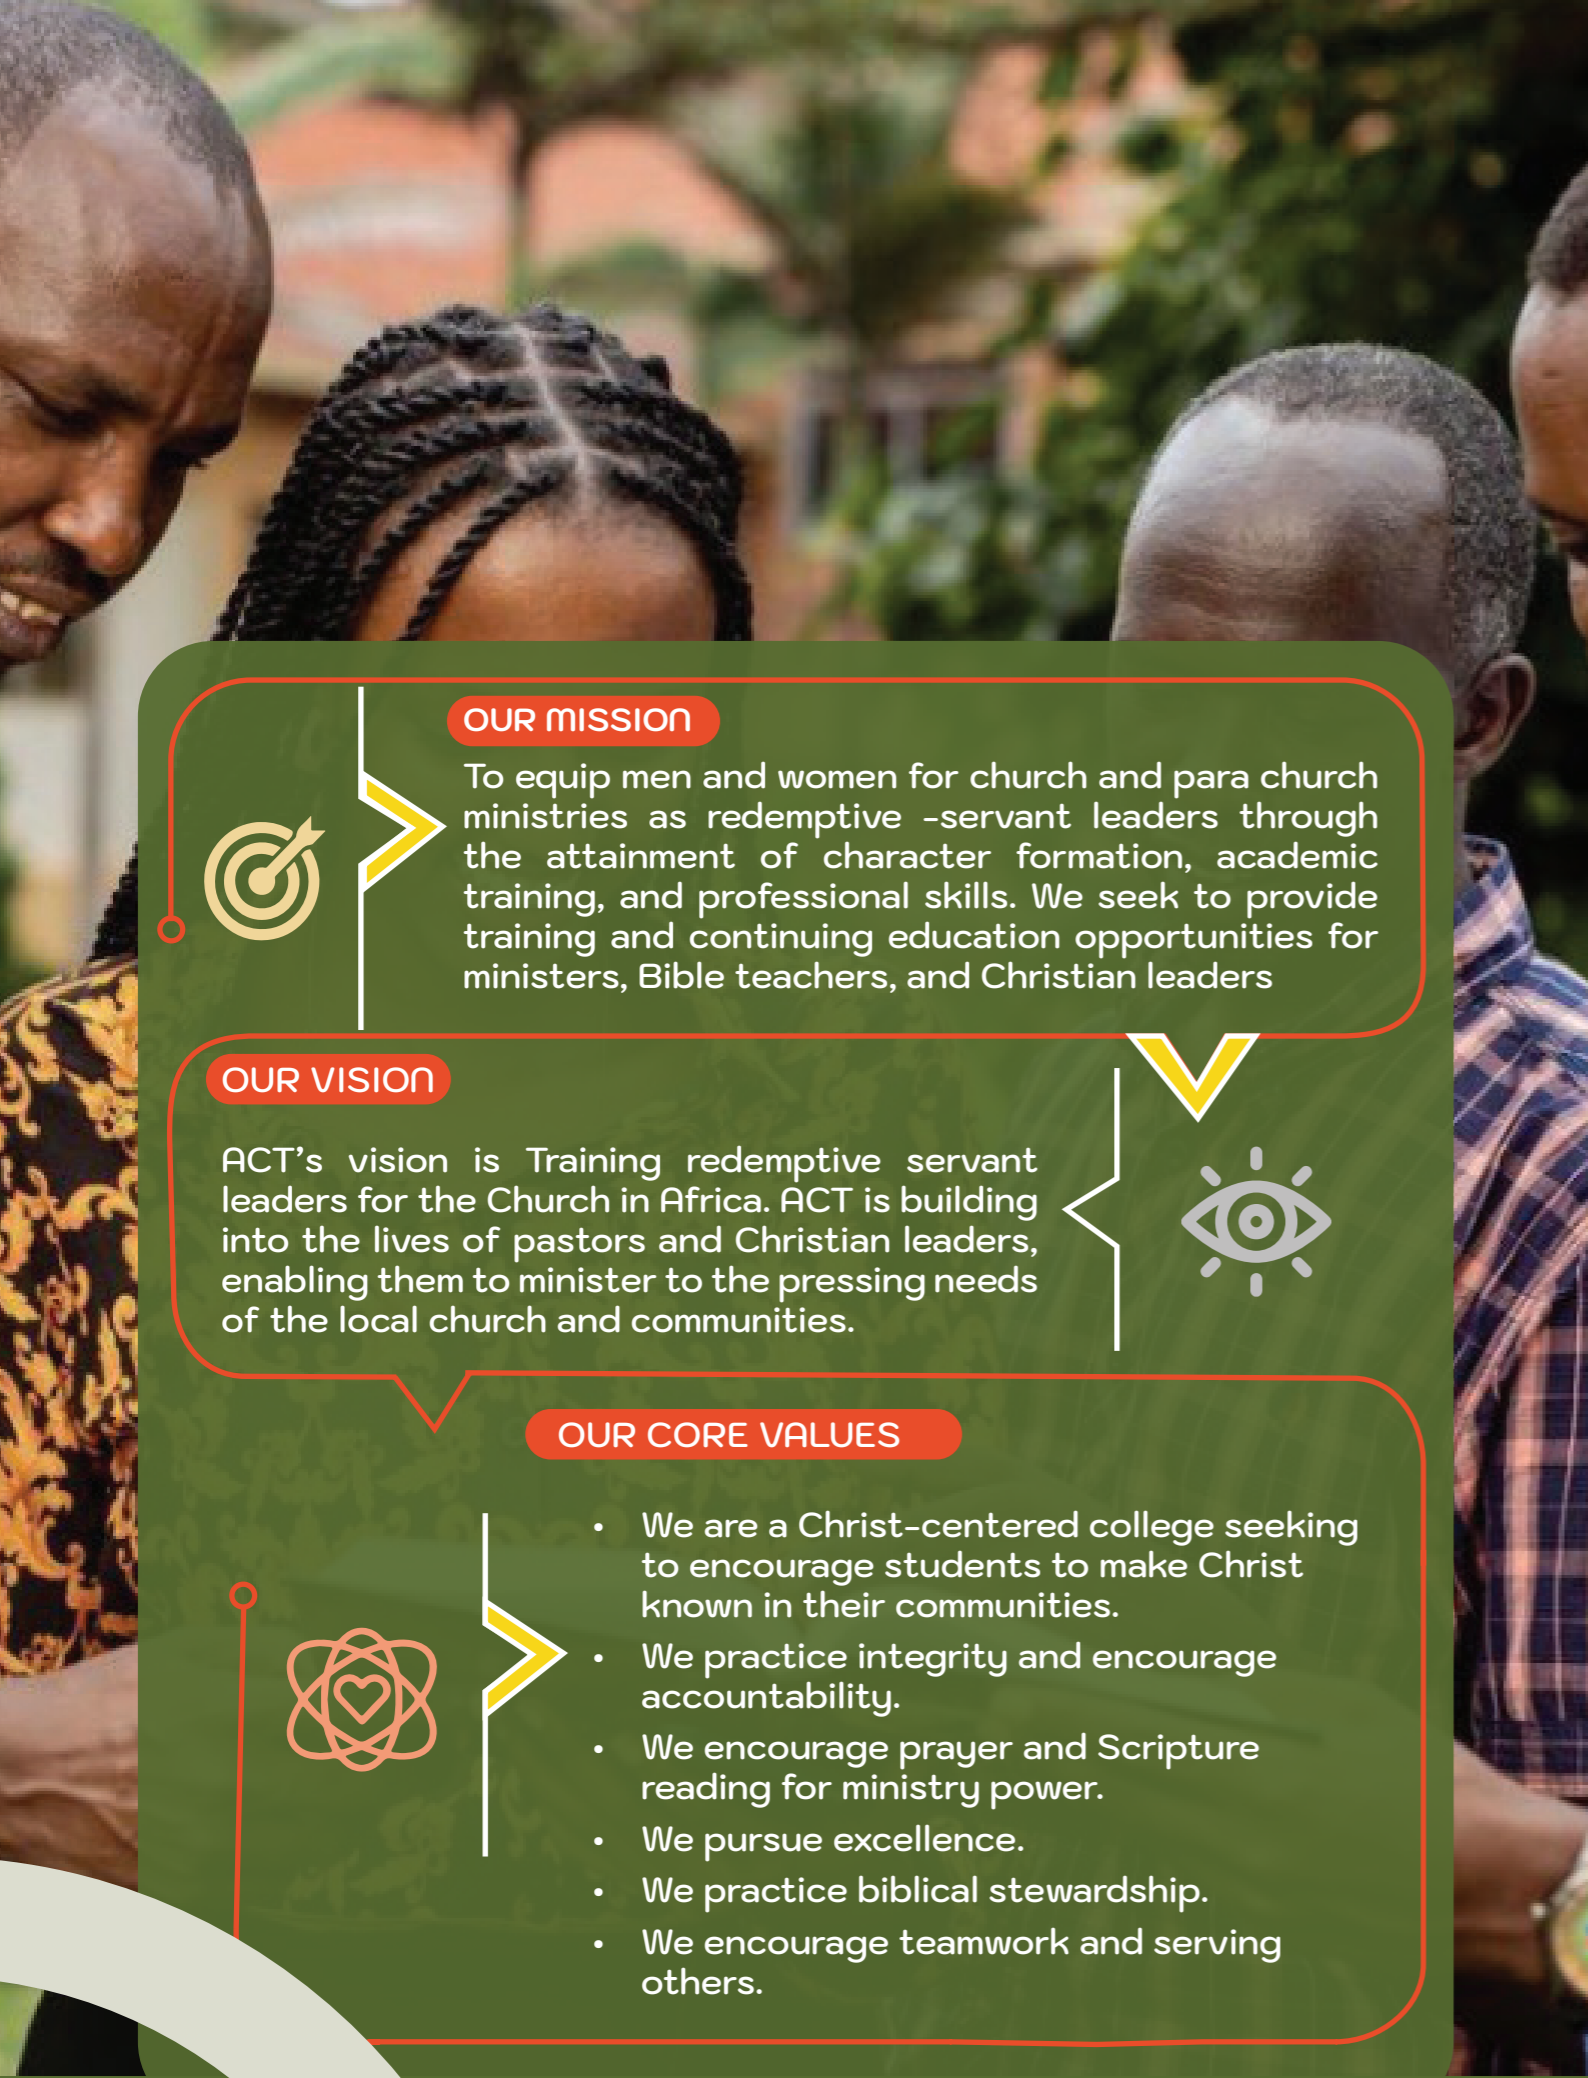 OUR MISSION
To equip men and women for church and para church
ministries as redemptive -servant leaders through
the attainment of character formation, academic
training, and professional skills. We seek to provide
training and continuing education opportunities for
ministers, Bible teachers, and Christian leaders
OUR VISION
ACT's vision is Training redemptive servant
leaders for the Church in Africa. ACT is building
into the lives of pastors and Christian leaders,
enabling them to minister to the pressing needs
of the local church and communities.
OUR CORE VALUES
• We are a Christ-centered college seeking
to encourage students to make Christ
known in their communities.
• We practice integrity and encourage
accountability.
• We encourage prayer and Scripture
reading for ministry power.
• We pursue excellence.
• We practice biblical stewardship.
• We encourage teamwork and serving
others.